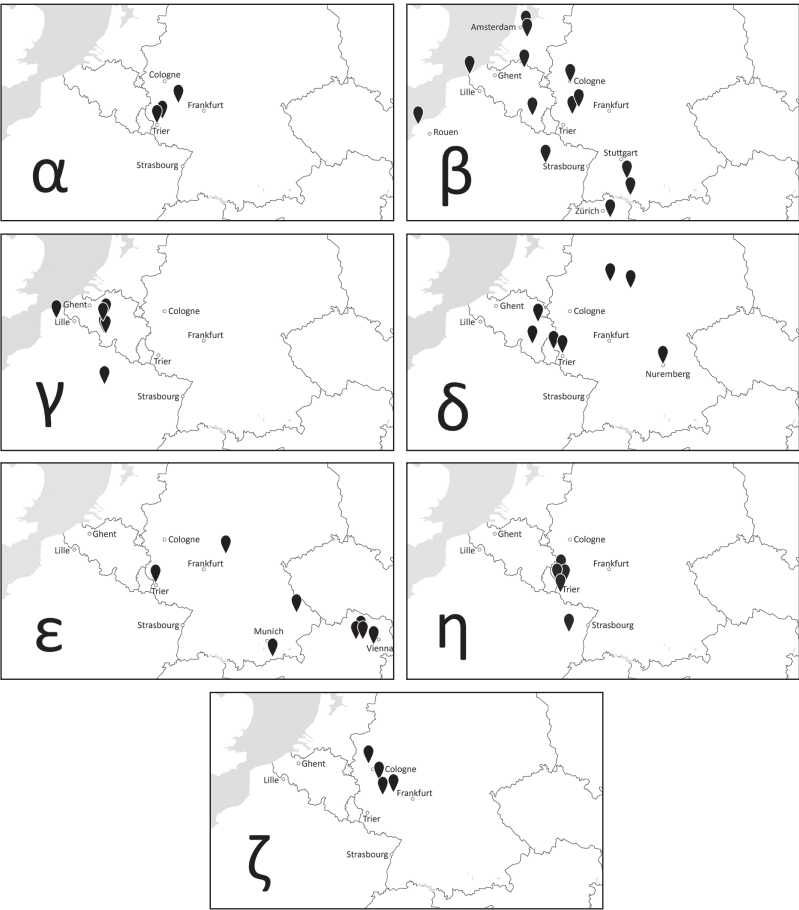 Cologne
Frankfurt
Trier
Strasbourg
α
Amsterdam
Ghent
Cologne
Lille
Frankfurt
Rouen
Trier
Stuttgart
Strasbourg
Zürich
β
Ghent
Cologne
Lille
Frankfurt
Trier
Strasbourg
γ
Ghent
Cologne
Lille
Frankfurt
Trier
Nuremberg
Strasbourg
δ
Ghent
Cologne
Lille
Frankfurt
Trier
Strasbourg
Munich
Vienna
ε
Ghent
Cologne
Lille
Frankfurt
Trier
Strasbourg
η
Ghent
Cologne
Lille
Frankfurt
Trier
Strasbourg
ζ